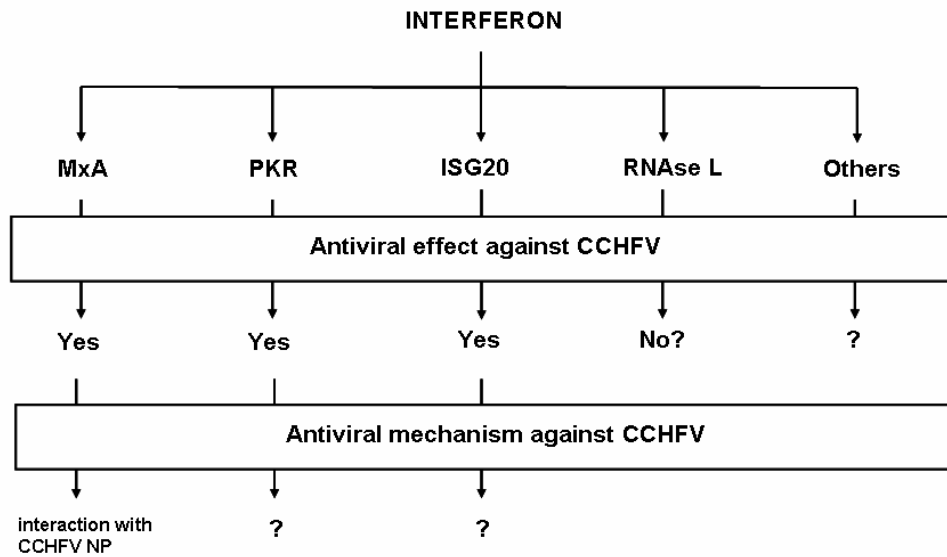 INTERFERON
MxA PKR ISG20 RNAse L Others
Antiviral effect against CCHFV
Yes Yes Yes No? ?
Antiviral mechanism against CCHFV
interaction with ? ?
CCHFV NP